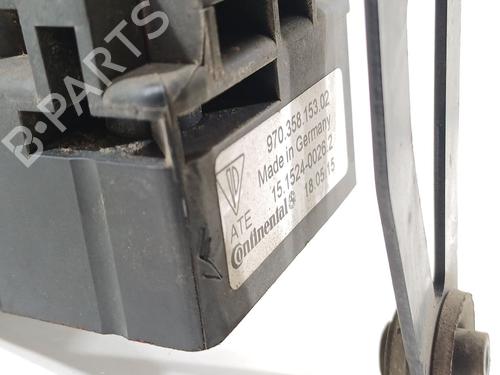 B-PARTS
970.358.153.02
Made in Germany
15.1524-0026.2
ATE
Continental 18.05.15